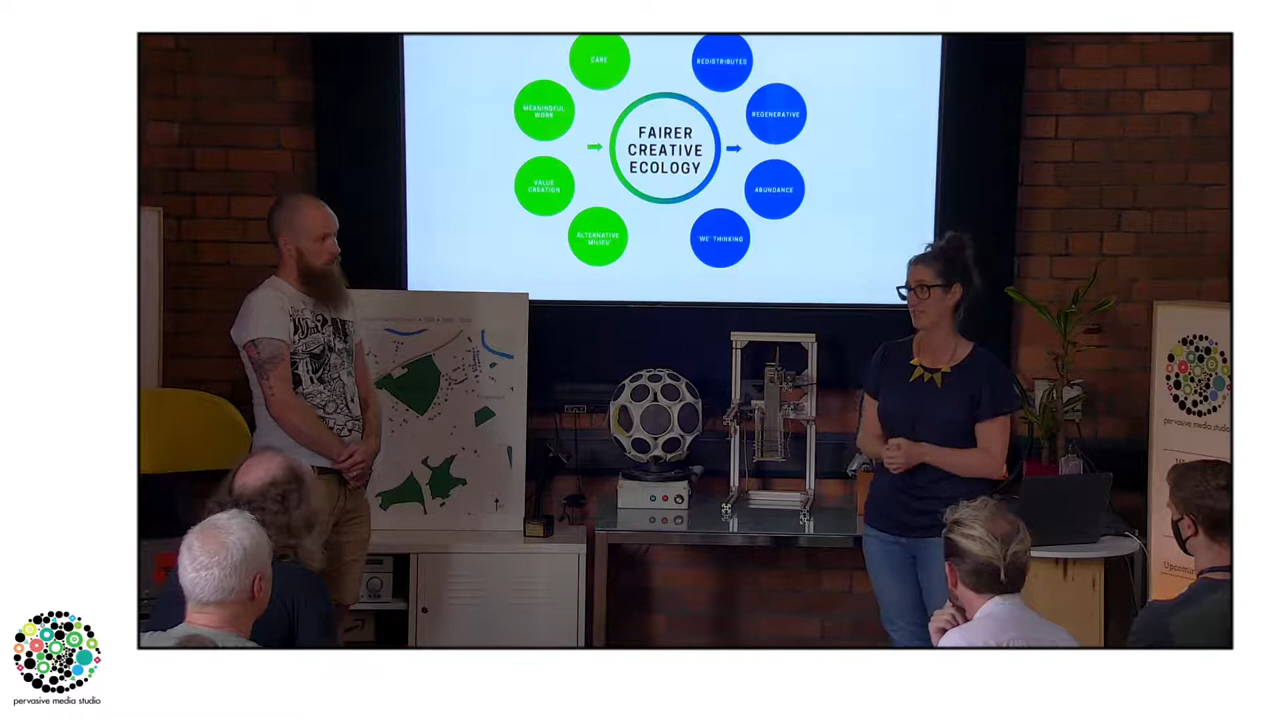 CARE
REDISTRIBUTES
MEANINGFUL
WORK
REGENERATIVE
FAIRER
CREATIVE
ECOLOGY
VALUE
CREATION
ABUNDANCE
ALTERNATIVE
MILIEU'
'WE' THINKING
pervasive media studio
Upcomin
pervasive media studio